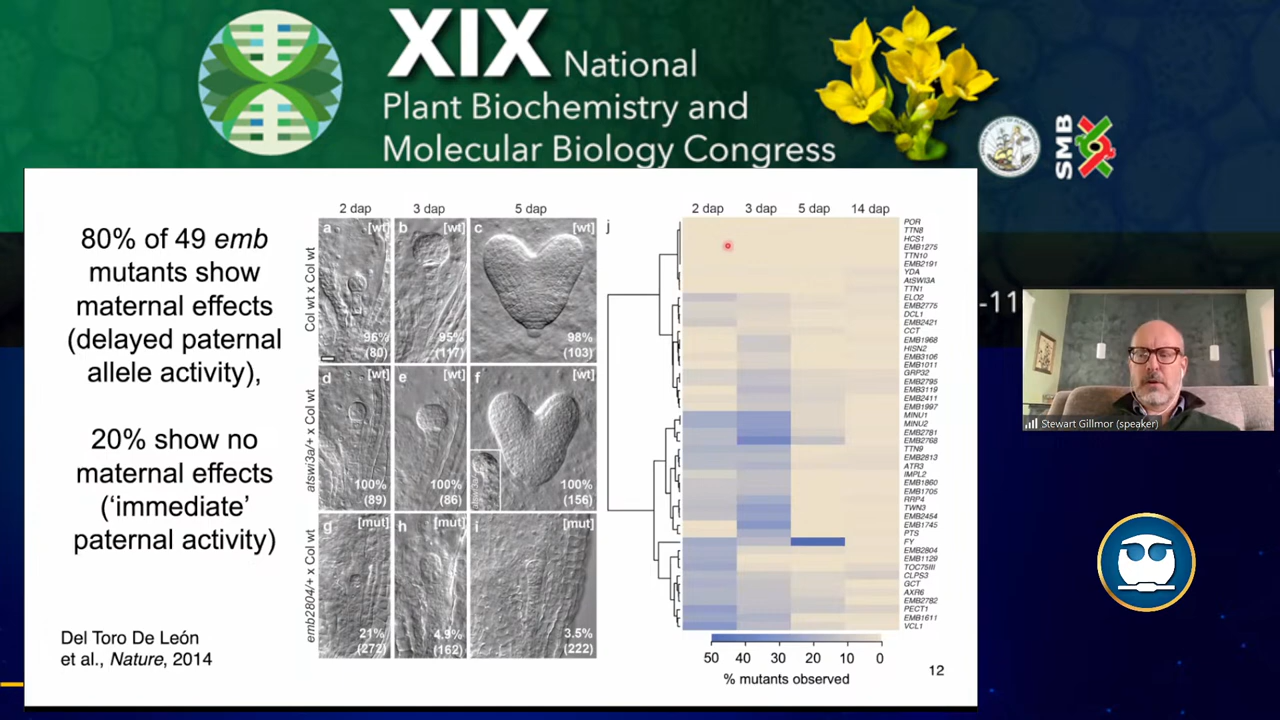 XIX National
Plant Biochemistry and
Molecular Biology Congress
SMB
-11
80% of 49 emb
mutants show
maternal effects
(delayed paternal
allele activity),
20% show no
maternal effects
('immediate'
paternal activity)
Del Toro De León
et al., Nature, 2014
2 dap 3 dap 5 dap
Col wt x Col wt
a [wt] 96% (80)
b [wt] 95% (117)
c [wt] 98% (103)
atswi3a/+ x Col wt
d [wt] 100% (89)
e [wt] 100% (86)
f [wt] 100% (156)
emb2804/+ x Col wt
g [mut] 21% (272)
h [mut] 4.9% (162)
i [mut] 3.5% (222)
j
2 dap 3 dap 5 dap 14 dap
POR
TTN8
HCS1
EMB1275
TTN10
EMB2191
YDA
AtSWI3A
TTN1
ELO2
EMB2775
DCL1
EMB2421
CCT
EMB1968
HISN2
EMB3106
EMB1011
GRP32
EMB2795
EMB3119
EMB2411
EMB1997
MINU1
MINU2
EMB2781
EMB2768
TTN9
EMB2813
ATR3
IMPL2
EMB1860
EMB1705
RRP4
TWN3
EMB2454
EMB1745
PTS
FY
EMB2804
EMB1129
TOC75III
CLPS3
GCT
AXR6
EMB2782
PECT1
EMB1611
VCL1
50 40 30 20 10 0
% mutants observed
12
Stewart Gillmor (speaker)